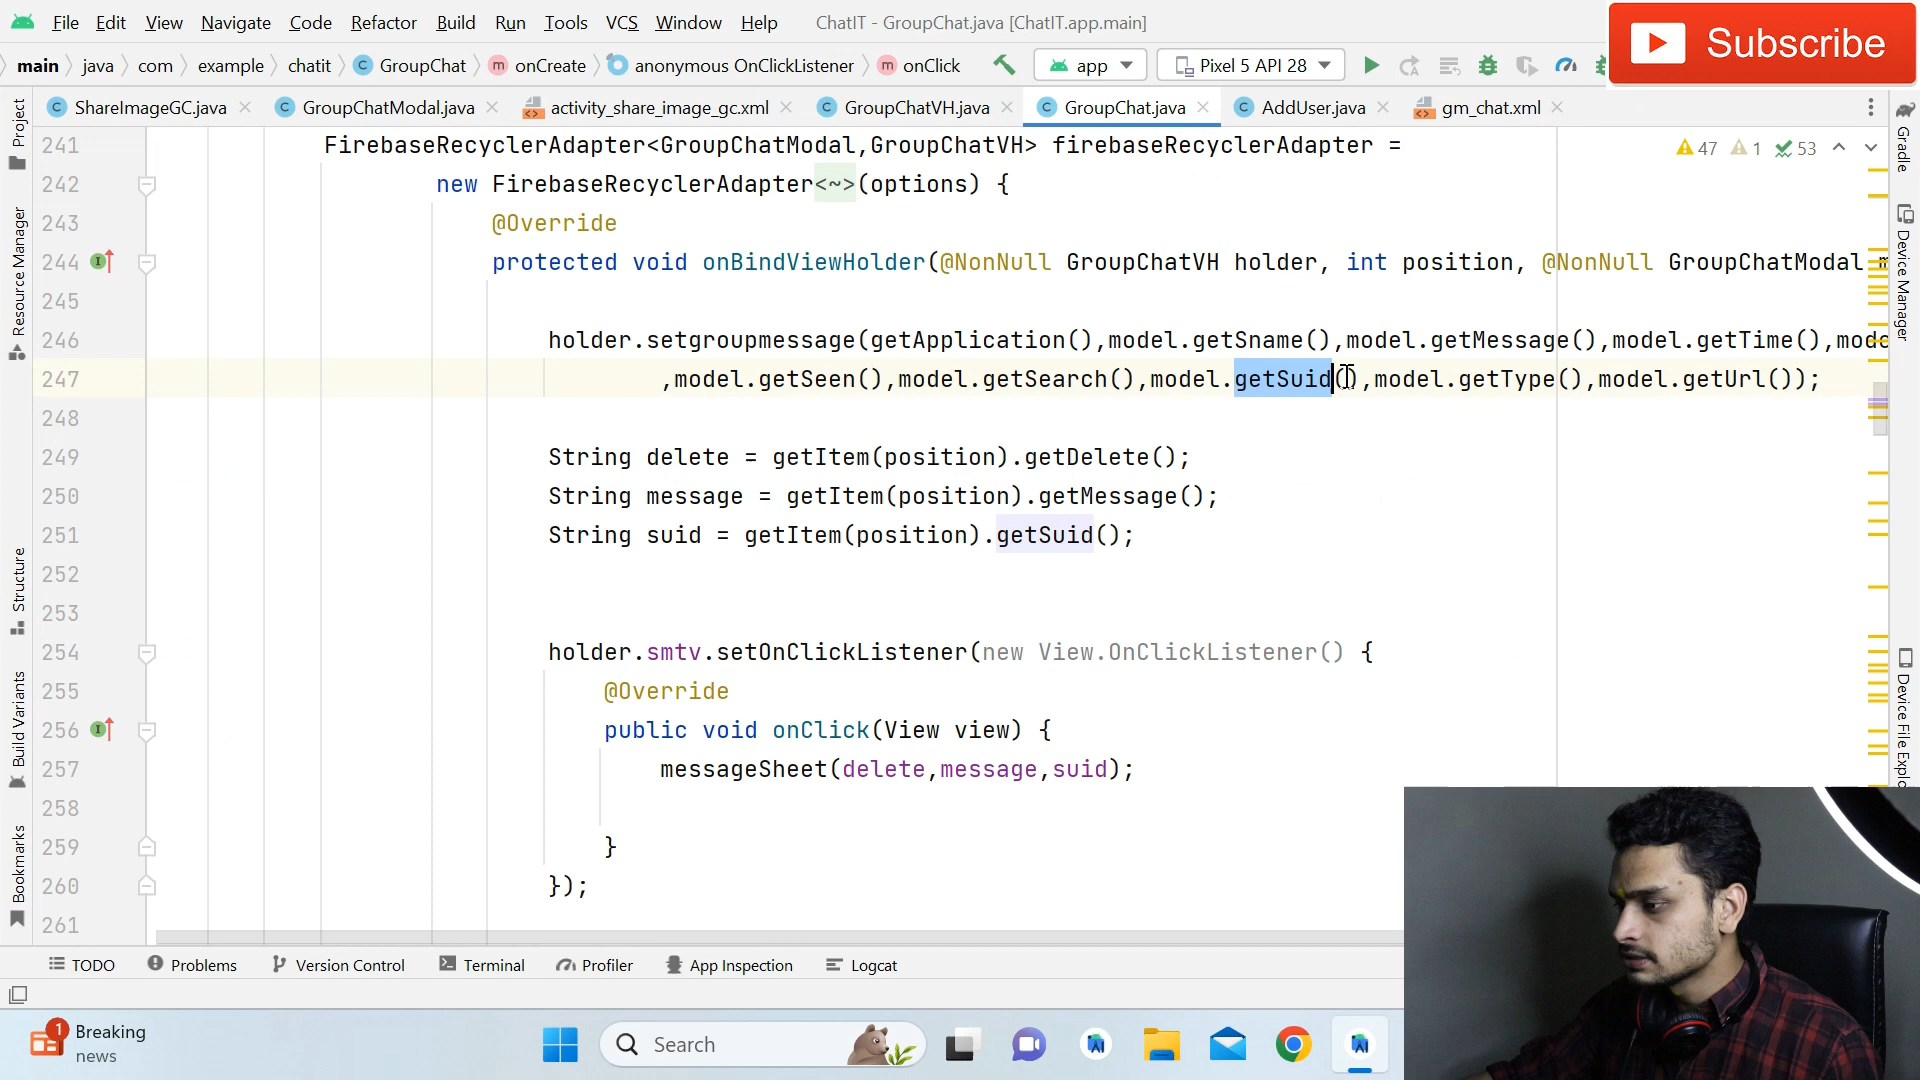 File Edit View Navigate Code Refactor Build Run Tools VCS Window Help ChatIT - GroupChat.java [ChatIT.app.main]
Subscribe
main java com example chatit GroupChat onCreate anonymous OnClickListener onClick app Pixel 5 API 28
ShareImageGC.java GroupChatModal.java activity_share_image_gc.xml GroupChatVH.java GroupChat.java AddUser.java gm_chat.xml
47 1 53
241 FirebaseRecyclerAdapter<GroupChatModal,GroupChatVH> firebaseRecyclerAdapter =
242 new FirebaseRecyclerAdapter<~>(options) {
243 @Override
244 protected void onBindViewHolder(@NonNull GroupChatVH holder, int position, @NonNull GroupChatModal
245
246 holder.setgroupmessage(getApplication(),model.getSname(),model.getMessage(),model.getTime(),mode
247 ,model.getSeen(),model.getSearch(),model.getSuid(),model.getType(),model.getUrl());
248
249 String delete = getItem(position).getDelete();
250 String message = getItem(position).getMessage();
251 String suid = getItem(position).getSuid();
252
253
254 holder.smtv.setOnClickListener(new View.OnClickListener() {
255 @Override
256 public void onClick(View view) {
257 messageSheet(delete,message,suid);
258
259 }
260 });
261
Project
Resource Manager
Structure
Build Variants
Bookmarks
Gradle
Device Manager
Device File Explo
TODO Problems Version Control Terminal Profiler App Inspection Logcat
1 Breaking
news
Search